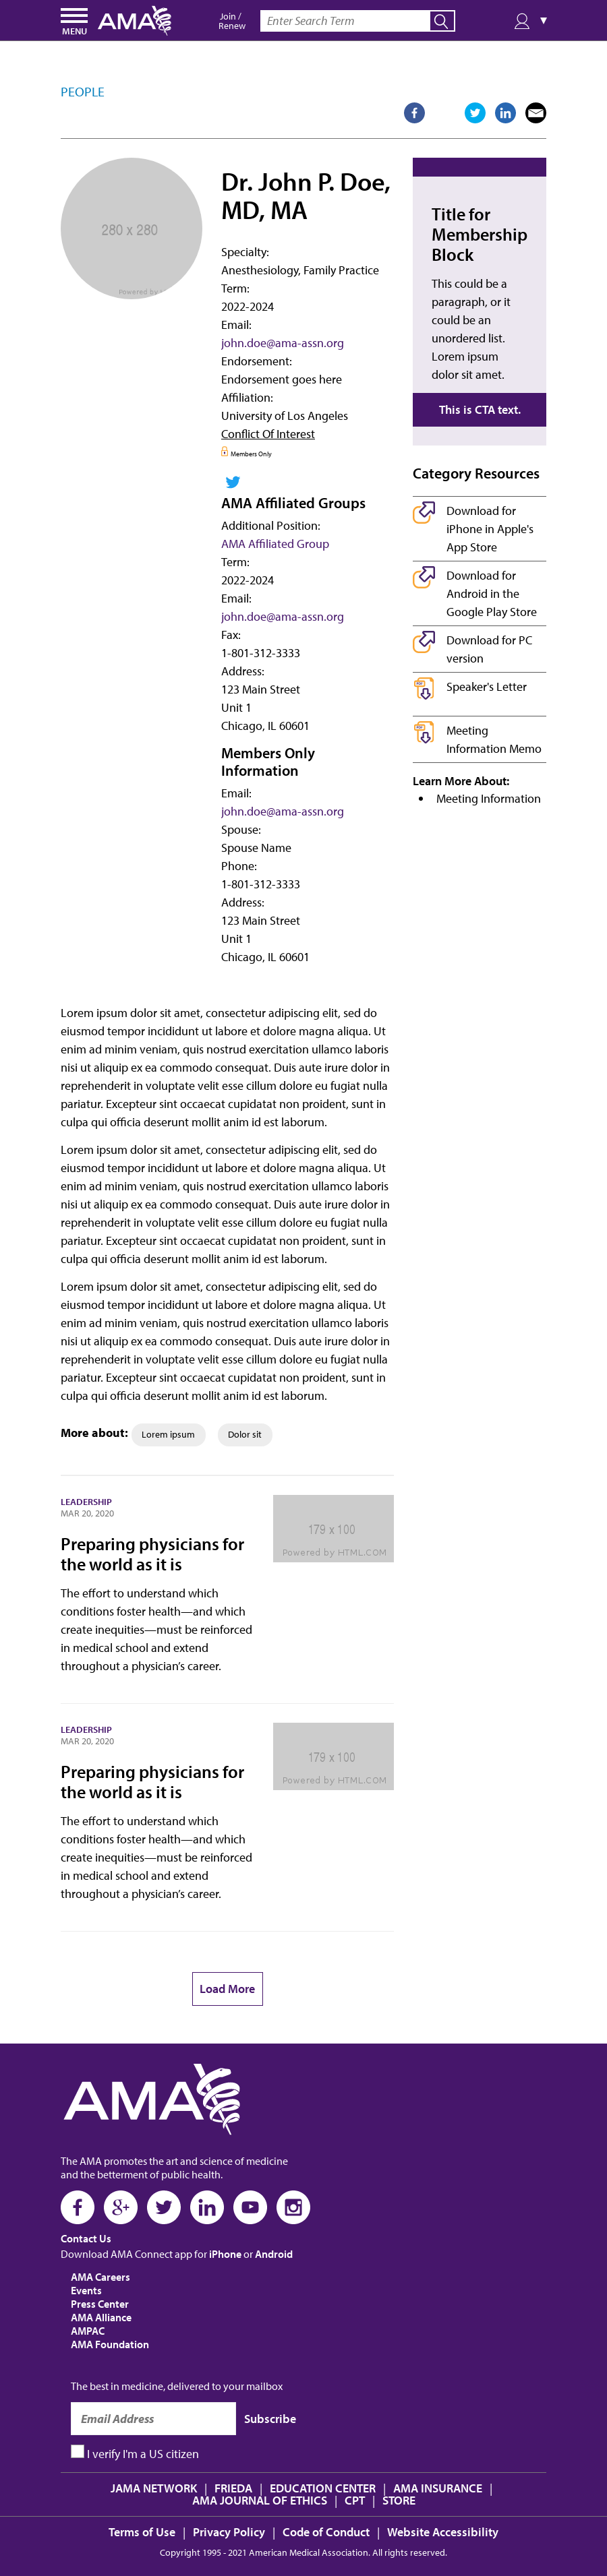 MENU
AMA
Join /
Renew
Enter Search Term
▼
PEOPLE
280 x 280
Powered by
Dr. John P. Doe,
MD, MA
Specialty:
Anesthesiology, Family Practice
Term:
2022-2024
Email:
john.doe@ama-assn.org
Endorsement:
Endorsement goes here
Affiliation:
University of Los Angeles
Conflict Of Interest
Members Only
AMA Affiliated Groups
Additional Position:
AMA Affiliated Group
Term:
2022-2024
Email:
john.doe@ama-assn.org
Fax:
1-801-312-3333
Address:
123 Main Street
Unit 1
Chicago, IL 60601
Members Only
Information
Email:
john.doe@ama-assn.org
Spouse:
Spouse Name
Phone:
1-801-312-3333
Address:
123 Main Street
Unit 1
Chicago, IL 60601
Title for
Membership
Block
This could be a
paragraph, or it
could be an
unordered list.
Lorem ipsum
dolor sit amet.
This is CTA text.
Category Resources
Download for
iPhone in Apple's
App Store
Download for
Android in the
Google Play Store
Download for PC
version
Speaker's Letter
Meeting
Information Memo
Learn More About:
• Meeting Information
Lorem ipsum dolor sit amet, consectetur adipiscing elit, sed do
eiusmod tempor incididunt ut labore et dolore magna aliqua. Ut
enim ad minim veniam, quis nostrud exercitation ullamco laboris
nisi ut aliquip ex ea commodo consequat. Duis aute irure dolor in
reprehenderit in voluptate velit esse cillum dolore eu fugiat nulla
pariatur. Excepteur sint occaecat cupidatat non proident, sunt in
culpa qui officia deserunt mollit anim id est laborum.
Lorem ipsum dolor sit amet, consectetur adipiscing elit, sed do
eiusmod tempor incididunt ut labore et dolore magna aliqua. Ut
enim ad minim veniam, quis nostrud exercitation ullamco laboris
nisi ut aliquip ex ea commodo consequat. Duis aute irure dolor in
reprehenderit in voluptate velit esse cillum dolore eu fugiat nulla
pariatur. Excepteur sint occaecat cupidatat non proident, sunt in
culpa qui officia deserunt mollit anim id est laborum.
Lorem ipsum dolor sit amet, consectetur adipiscing elit, sed do
eiusmod tempor incididunt ut labore et dolore magna aliqua. Ut
enim ad minim veniam, quis nostrud exercitation ullamco laboris
nisi ut aliquip ex ea commodo consequat. Duis aute irure dolor in
reprehenderit in voluptate velit esse cillum dolore eu fugiat nulla
pariatur. Excepteur sint occaecat cupidatat non proident, sunt in
culpa qui officia deserunt mollit anim id est laborum.
More about: Lorem ipsum Dolor sit
LEADERSHIP
MAR 20, 2020
Preparing physicians for
the world as it is
The effort to understand which
conditions foster health—and which
create inequities—must be reinforced
in medical school and extend
throughout a physician’s career.
179 x 100
Powered by HTML.COM
LEADERSHIP
MAR 20, 2020
Preparing physicians for
the world as it is
The effort to understand which
conditions foster health—and which
create inequities—must be reinforced
in medical school and extend
throughout a physician’s career.
179 x 100
Powered by HTML.COM
Load More
AMA
The AMA promotes the art and science of medicine
and the betterment of public health.
Contact Us
Download AMA Connect app for iPhone or Android
AMA Careers
Events
Press Center
AMA Alliance
AMPAC
AMA Foundation
The best in medicine, delivered to your mailbox
Email Address Subscribe
I verify I'm a US citizen
JAMA NETWORK | FRIEDA | EDUCATION CENTER | AMA INSURANCE |
AMA JOURNAL OF ETHICS | CPT | STORE
Terms of Use | Privacy Policy | Code of Conduct | Website Accessibility
Copyright 1995 - 2021 American Medical Association. All rights reserved.